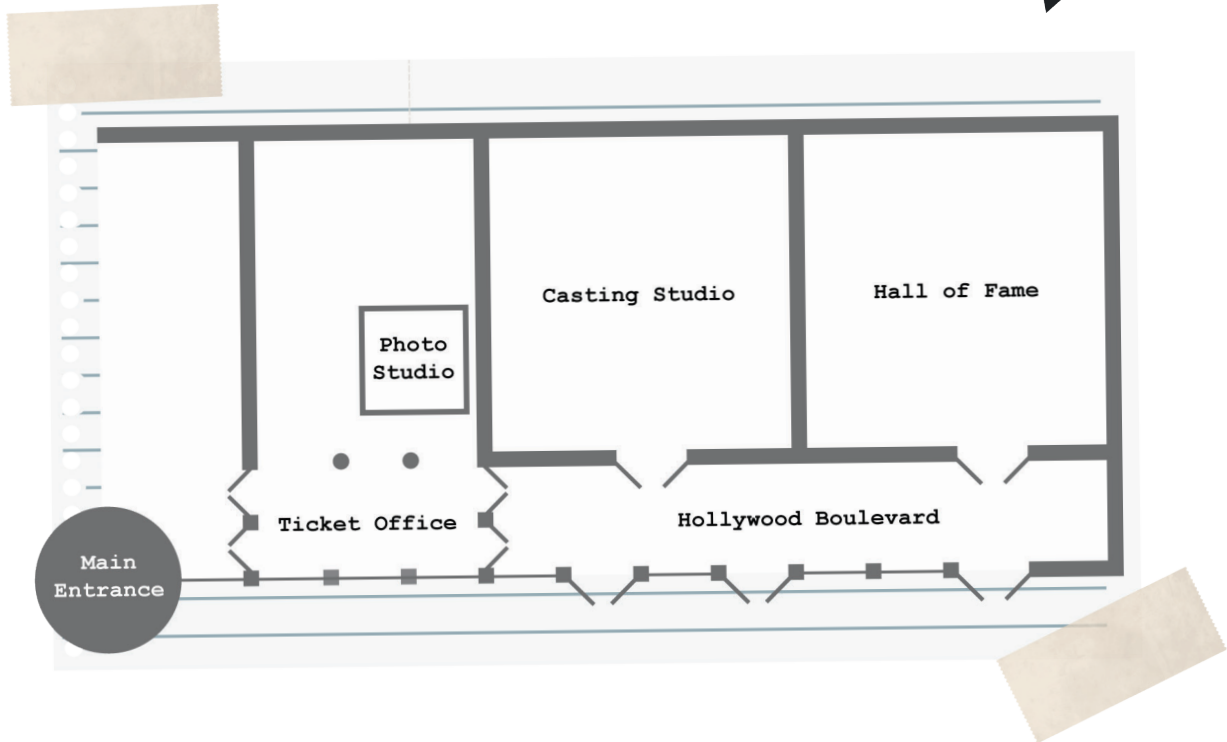 Casting Studio
Hall of Fame
Photo
Studio
Ticket Office
Hollywood Boulevard
Main
Entrance